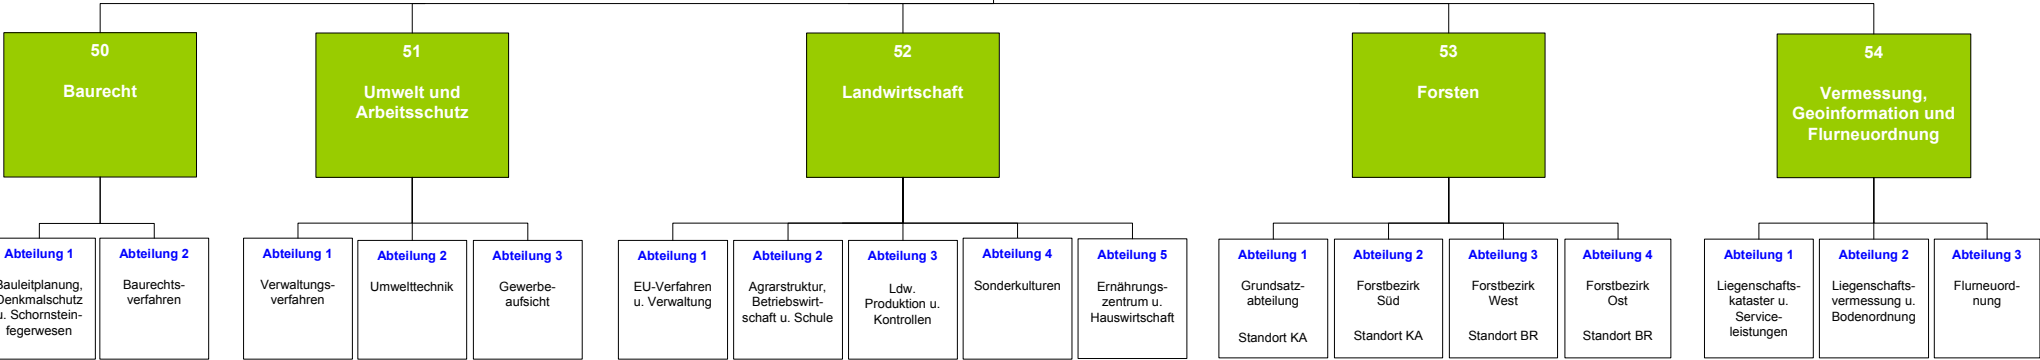 50
Baurecht
51
Umwelt und
Arbeitsschutz
52
Landwirtschaft
53
Forsten
54
Vermessung,
Geoinformation und
Flurneuordnung
Abteilung 1
Bauleitplanung,
Denkmalschutz
u. Schornstein-
fegerwesen
Abteilung 2
Baurechts-
verfahren
Abteilung 1
Verwaltungs-
verfahren
Abteilung 2
Umwelttechnik
Abteilung 3
Gewerbe-
aufsicht
Abteilung 1
EU-Verfahren
u. Verwaltung
Abteilung 2
Agrarstruktur,
Betriebswirt-
schaft u. Schule
Abteilung 3
Ldw.
Produktion u.
Kontrollen
Abteilung 4
Sonderkulturen
Abteilung 5
Ernährungs-
zentrum u.
Hauswirtschaft
Abteilung 1
Grundsatz-
abteilung
Standort KA
Abteilung 2
Forstbezirk
Süd
Standort KA
Abteilung 3
Forstbezirk
West
Standort BR
Abteilung 4
Forstbezirk
Ost
Standort BR
Abteilung 1
Liegenschafts-
kataster u.
Service-
leistungen
Abteilung 2
Liegenschafts-
vermessung u.
Bodenordnung
Abteilung 3
Flurneuord-
nung